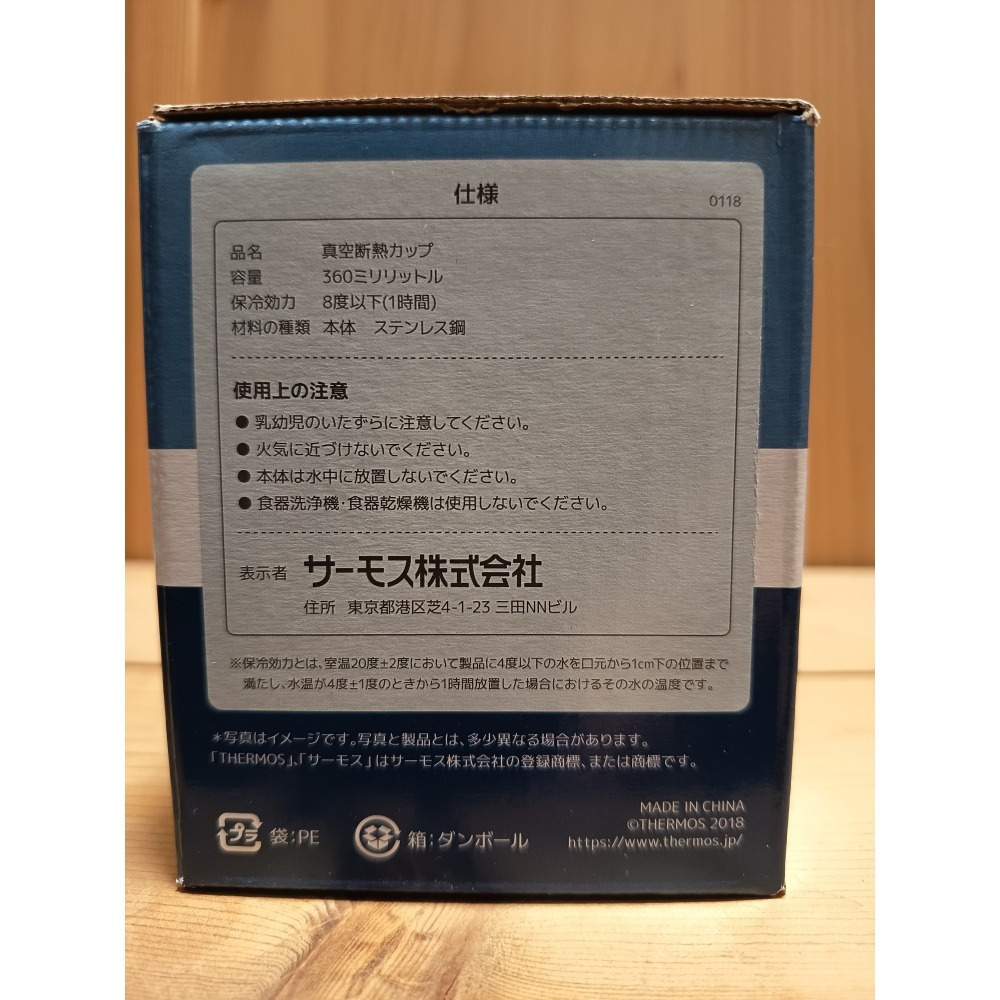 仕様
0118
品名 真空断熱カップ
容量 360ミリリットル
保冷効力 8度以下(1時間)
材料の種類 本体 ステンレス鋼
使用上の注意
● 乳幼児のいたずらに注意してください。
● 火気に近づけないでください。
● 本体は水中に放置しないでください。
● 食器洗浄機・食器乾燥機は使用しないでください。
表示者 サーモス株式会社
住所 東京都港区芝4-1-23 三田NNビル
※保冷効力とは、室温20度±2度において製品に4度以下の水を口元から1cm下の位置まで
満たし、水温が4度±1度のときから1時間放置した場合におけるその水の温度です。
*写真はイメージです。写真と製品とは、多少異なる場合があります。
「THERMOS」、「サーモス」はサーモス株式会社の登録商標、または商標です。
プラ 袋:PE 箱:ダンボール
MADE IN CHINA
©THERMOS 2018
https://www.thermos.jp/